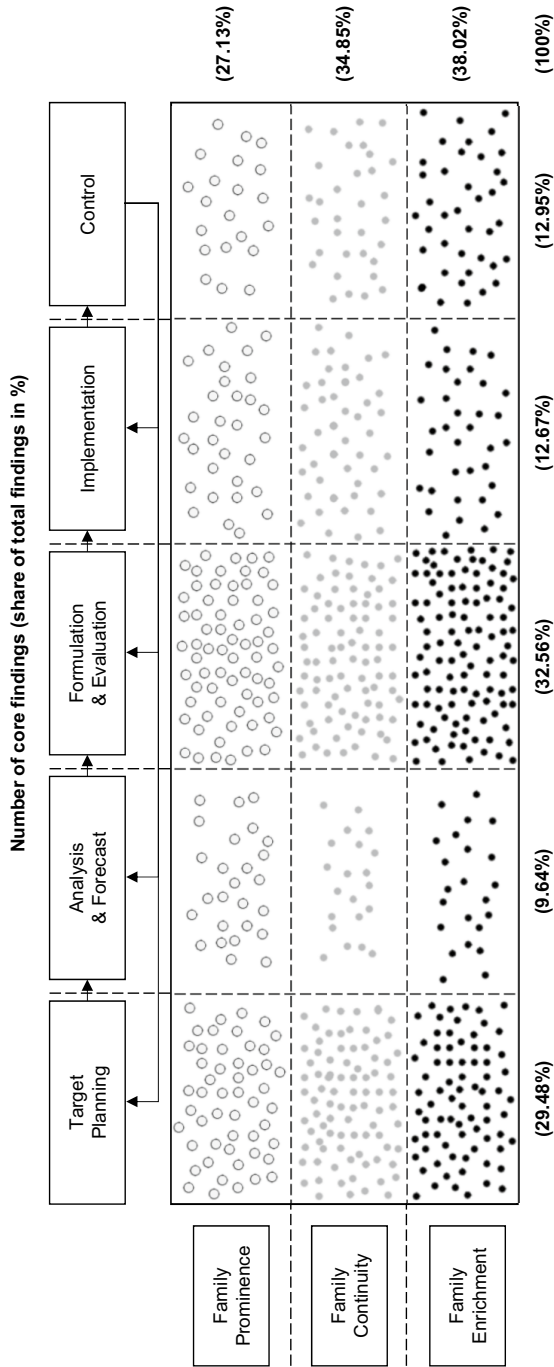 Number of core findings (share of total findings in %)
Target
Planning
Analysis
& Forecast
Formulation
& Evaluation
Implementation
Control
Family
Prominence
(27.13%)
Family
Continuity
(34.85%)
Family
Enrichment
(38.02%)
(29.48%)
(9.64%)
(32.56%)
(12.67%)
(12.95%)
(100%)